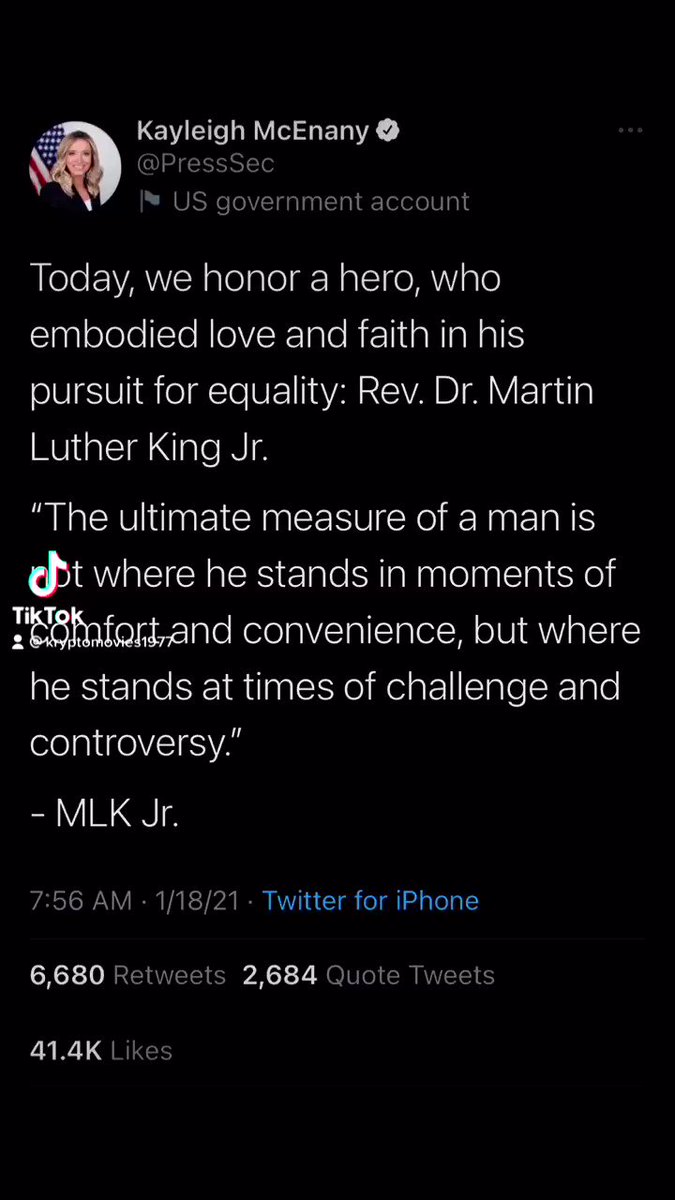 Kayleigh McEnany
@PressSec
US government account
Today, we honor a hero, who
embodied love and faith in his
pursuit for equality: Rev. Dr. Martin
Luther King Jr.
“The ultimate measure of a man is
not where he stands in moments of
TikTok
comfort and convenience, but where
@kryptomovies1977
he stands at times of challenge and
controversy.”
- MLK Jr.
7:56 AM · 1/18/21 · Twitter for iPhone
6,680 Retweets 2,684 Quote Tweets
41.4K Likes